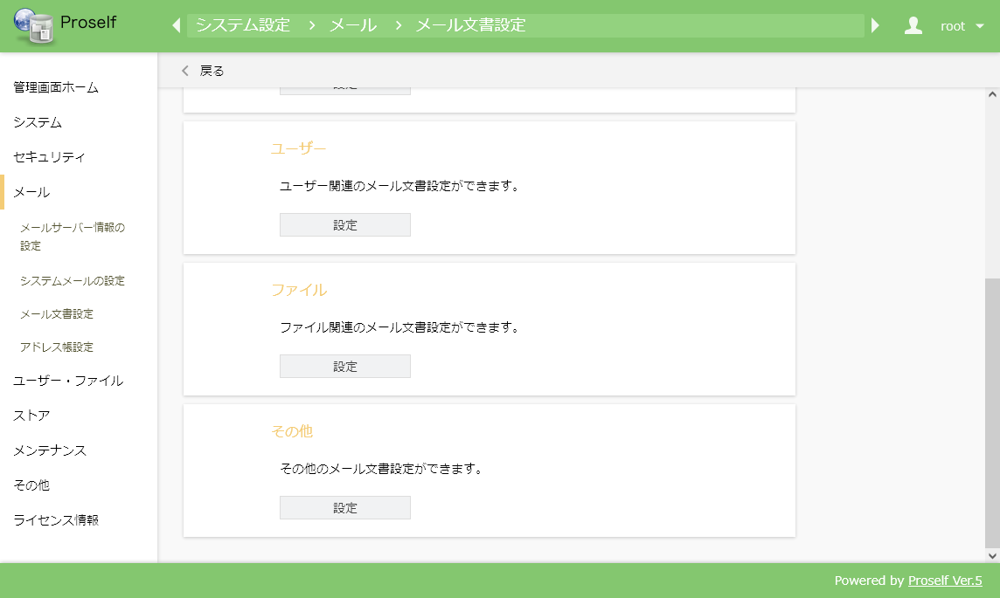 Proself
システム設定 > メール > メール文書設定
root
戻る
管理画面ホーム
システム
セキュリティ
メール
メールサーバー情報の
設定
システムメールの設定
メール文書設定
アドレス帳設定
ユーザー・ファイル
ストア
メンテナンス
その他
ライセンス情報
設定
ユーザー
ユーザー関連のメール文書設定ができます。
設定
ファイル
ファイル関連のメール文書設定ができます。
設定
その他
その他のメール文書設定ができます。
設定
Powered by Proself Ver.5